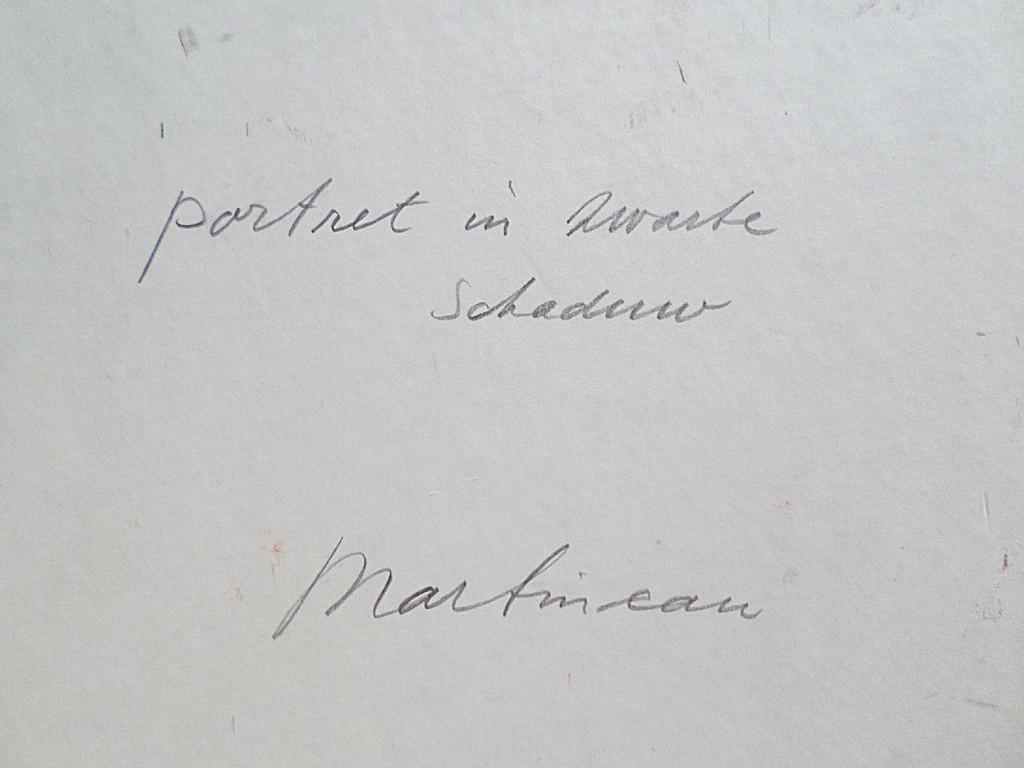 portret in zwarte
schaduw
Martineau